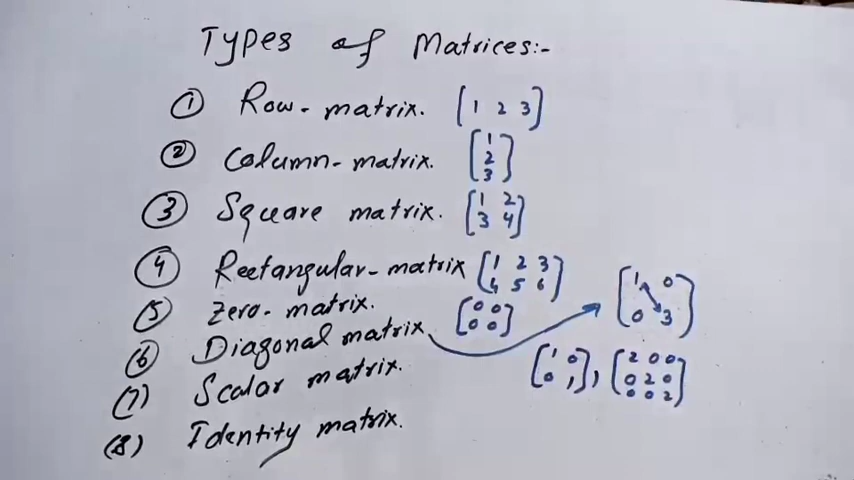 Types of Matrices:-
① Row-matrix. [1 2 3]
② Column-matrix. [1
2
3]
③ Square matrix. [1 2
3 4]
④ Rectangular-matrix [1 2 3
4 5 6]
(5) Zero-matrix. [0 0
0 0]
(6) Diagonal matrix [1 0
0 3]
(7) Scalar matrix. [1 0
0 1], [2 0 0
0 2 0
0 0 2]
(8) Identity matrix.